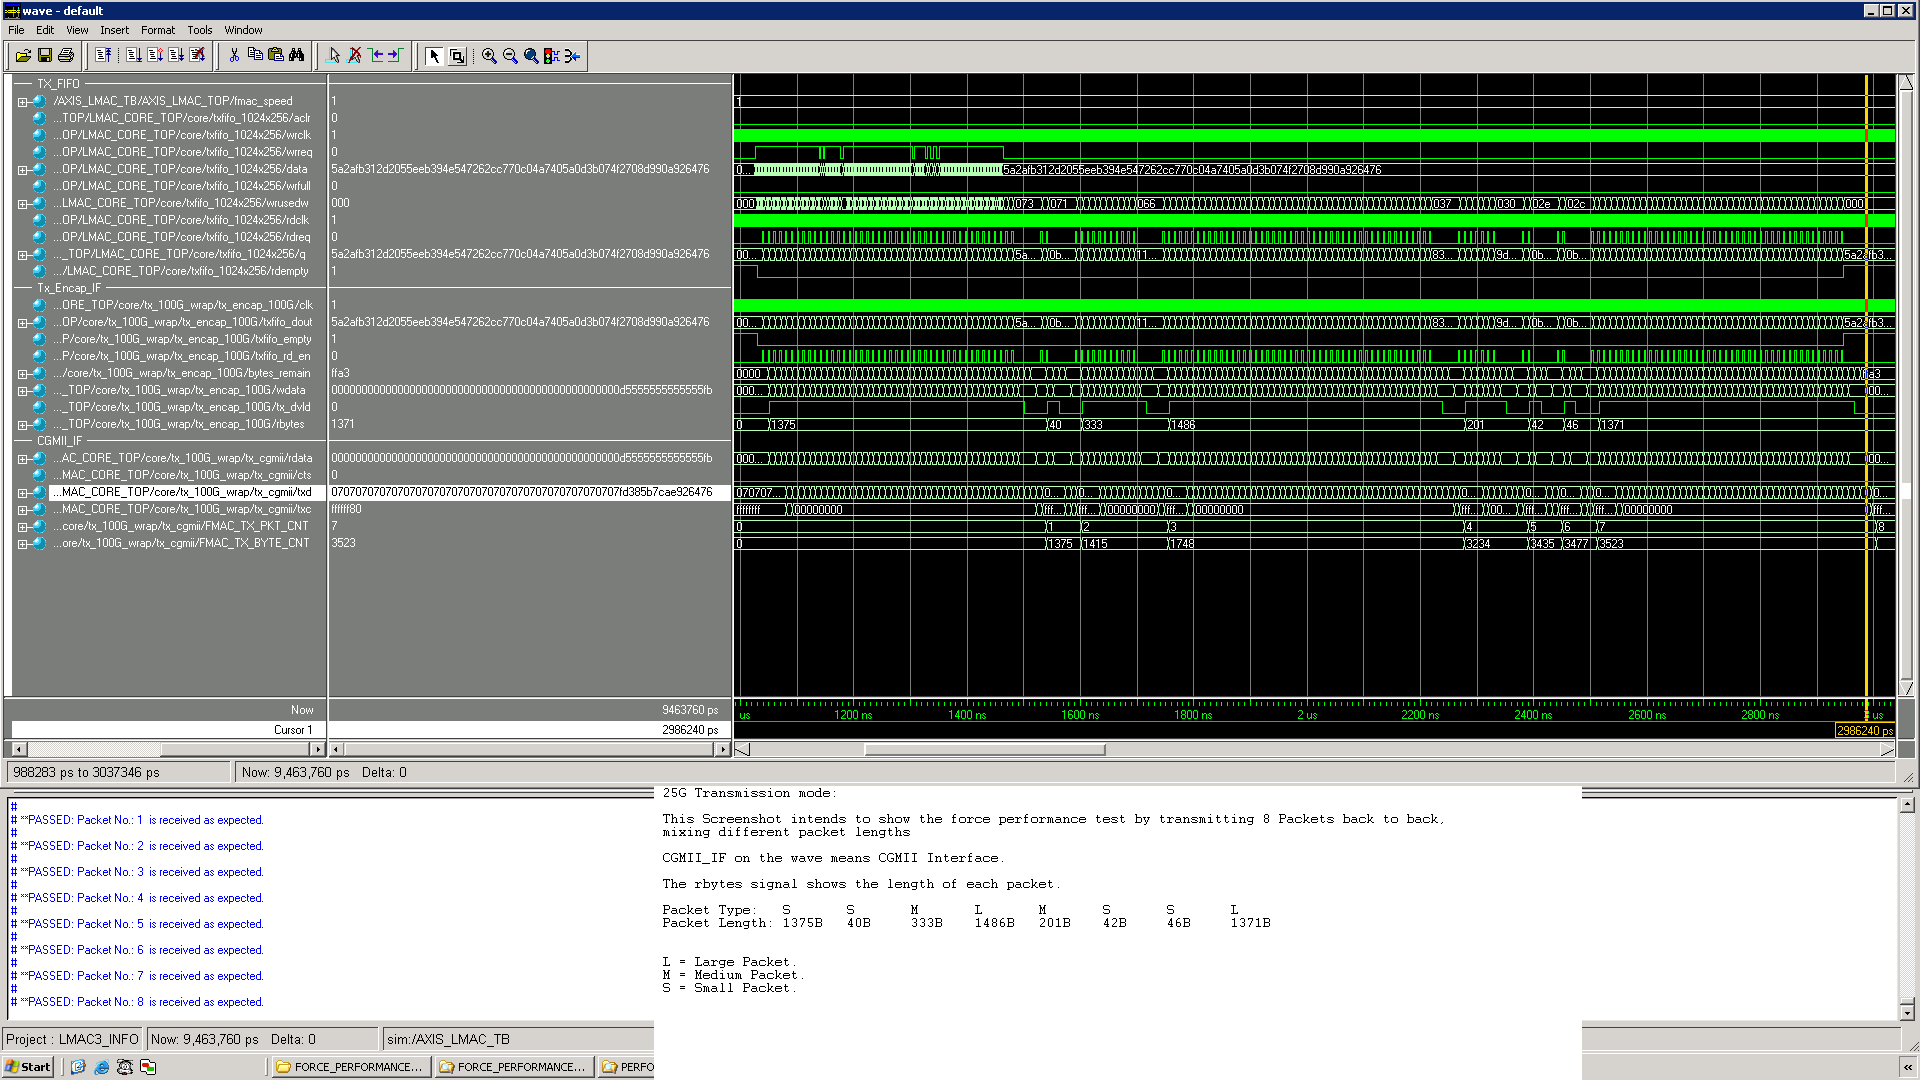 wave - default
File Edit View Insert Format Tools Window
TX_FIFO
/AXIS_LMAC_TB/AXIS_LMAC_TOP/fmac_speed 1 1
...TOP/LMAC_CORE_TOP/core/txfifo_1024x256/aclr 0
...OP/LMAC_CORE_TOP/core/txfifo_1024x256/wrclk 1
...OP/LMAC_CORE_TOP/core/txfifo_1024x256/wrreq 0
...OP/LMAC_CORE_TOP/core/txfifo_1024x256/data 5a2afb312d2055eeb394e547262cc770c04a7405a0d3b074f2708d990a926476 0... 5a2afb312d2055eeb394e547262cc770c04a7405a0d3b074f2708d990a926476
...OP/LMAC_CORE_TOP/core/txfifo_1024x256/wrfull 0
...LMAC_CORE_TOP/core/txfifo_1024x256/wrusedw 000 000 073 071 066 037 030 02e 02c 000
...OP/LMAC_CORE_TOP/core/txfifo_1024x256/rdclk 1
...OP/LMAC_CORE_TOP/core/txfifo_1024x256/rdreq 0
..._TOP/LMAC_CORE_TOP/core/txfifo_1024x256/q 5a2afb312d2055eeb394e547262cc770c04a7405a0d3b074f2708d990a926476 00... 5a... 0b... 11... 83... 9d... 0b... 0b... 5a2afb3...
.../LMAC_CORE_TOP/core/txfifo_1024x256/rdempty 1
Tx_Encap_IF
...ORE_TOP/core/tx_100G_wrap/tx_encap_100G/clk 1
...OP/core/tx_100G_wrap/tx_encap_100G/txfifo_dout 5a2afb312d2055eeb394e547262cc770c04a7405a0d3b074f2708d990a926476 00... 5a... 0b... 11... 83... 9d... 0b... 0b... 5a2afb3...
...P/core/tx_100G_wrap/tx_encap_100G/txfifo_empty 1
...P/core/tx_100G_wrap/tx_encap_100G/txfifo_rd_en 0
.../core/tx_100G_wrap/tx_encap_100G/bytes_remain ffa3 0000 ffa3
..._TOP/core/tx_100G_wrap/tx_encap_100G/wdata 000000000000000000000000000000000000000000000000d55555555555555fb 000... 00...
..._TOP/core/tx_100G_wrap/tx_encap_100G/tx_dvld 0
..._TOP/core/tx_100G_wrap/tx_encap_100G/rbytes 1371 0 1375 40 333 1486 201 42 46 1371
CGMII_IF
...AC_CORE_TOP/core/tx_100G_wrap/tx_cgmii/rdata 000000000000000000000000000000000000000000000000d55555555555555fb 000... 00...
...MAC_CORE_TOP/core/tx_100G_wrap/tx_cgmii/cts 0
...MAC_CORE_TOP/core/tx_100G_wrap/tx_cgmii/txd 0707070707070707070707070707070707070707070707fd385b7cae926476 070707... 0... 0... 0... 0... 0... 0... 0...
...MAC_CORE_TOP/core/tx_100G_wrap/tx_cgmii/txc ffffff80 ffffffff 00000000 fff... fff... 00000000 fff... 00000000 fff... 00... fff... fff... fff... 00000000 fff...
...core/tx_100G_wrap/tx_cgmii/FMAC_TX_PKT_CNT 7 0 1 2 3 4 5 6 7 8
...ore/tx_100G_wrap/tx_cgmii/FMAC_TX_BYTE_CNT 3523 0 1375 1415 1748 3234 3435 3477 3523
Now 9463760 ps us 1200 ns 1400 ns 1600 ns 1800 ns 2 us 2200 ns 2400 ns 2600 ns 2800 ns us
Cursor 1 2986240 ps 2986240 ps
988283 ps to 3037346 ps Now: 9,463,760 ps Delta: 0
#
# **PASSED: Packet No.: 1 is received as expected.
#
# **PASSED: Packet No.: 2 is received as expected.
#
# **PASSED: Packet No.: 3 is received as expected.
#
# **PASSED: Packet No.: 4 is received as expected.
#
# **PASSED: Packet No.: 5 is received as expected.
#
# **PASSED: Packet No.: 6 is received as expected.
#
# **PASSED: Packet No.: 7 is received as expected.
#
# **PASSED: Packet No.: 8 is received as expected.
25G Transmission mode:
This Screenshot intends to show the force performance test by transmitting 8 Packets back to back,
mixing different packet lengths
CGMII_IF on the wave means CGMII Interface.
The rbytes signal shows the length of each packet.
Packet Type: S S M L M S S L
Packet Length: 1375B 40B 333B 1486B 201B 42B 46B 1371B
L = Large Packet.
M = Medium Packet.
S = Small Packet.
Project : LMAC3_INFO Now: 9,463,760 ps Delta: 0 sim:/AXIS_LMAC_TB
Start FORCE_PERFORMANCE... FORCE_PERFORMANCE... PERFO